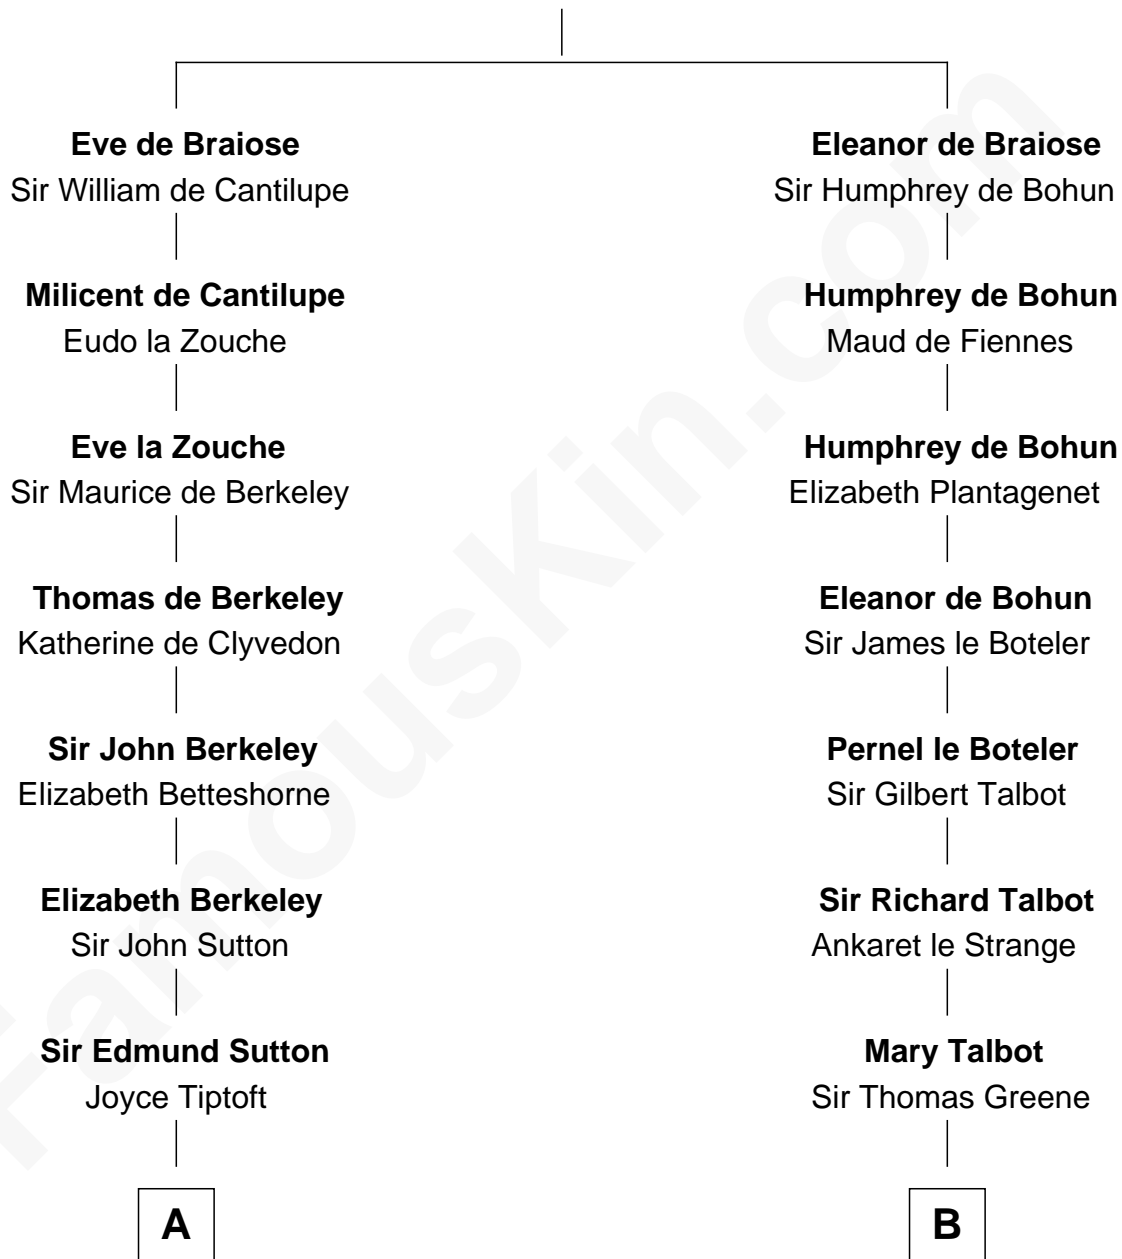 Eve de Braiose
Sir William de Cantilupe
Milicent de Cantilupe
Eudo la Zouche
Eve la Zouche
Sir Maurice de Berkeley
Thomas de Berkeley
Katherine de Clyvedon
Sir John Berkeley
Elizabeth Betteshorne
Elizabeth Berkeley
Sir John Sutton
Sir Edmund Sutton
Joyce Tiptoft
A
Eleanor de Braiose
Sir Humphrey de Bohun
Humphrey de Bohun
Maud de Fiennes
Humphrey de Bohun
Elizabeth Plantagenet
Eleanor de Bohun
Sir James le Boteler
Pernel le Boteler
Sir Gilbert Talbot
Sir Richard Talbot
Ankaret le Strange
Mary Talbot
Sir Thomas Greene
B
FamousKin.com